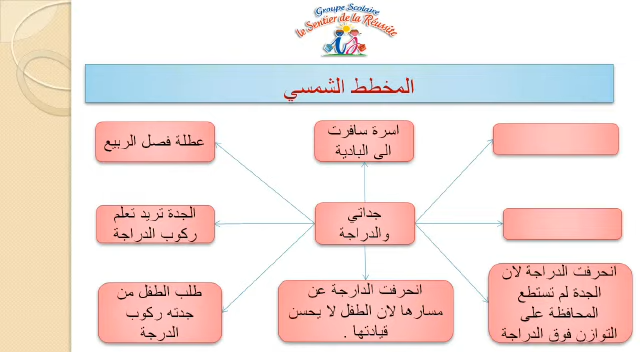 Groupe Scolaire
le Sentier de la Réussite
المخطط الشمسي
اسرة سافرت
الى البادية
عطلة فصل الربيع
جداتي
والدراجة
الجدة تريد تعلم
ركوب الدراجة
انحرفت الدراجة لان
الجدة لم تستطع
المحافظة على
التوازن فوق الدراجة
انحرفت الدارجة عن
مسارها لان الطفل لا يحسن
قيادتها .
طلب الطفل من
جدته ركوب
الدرجة